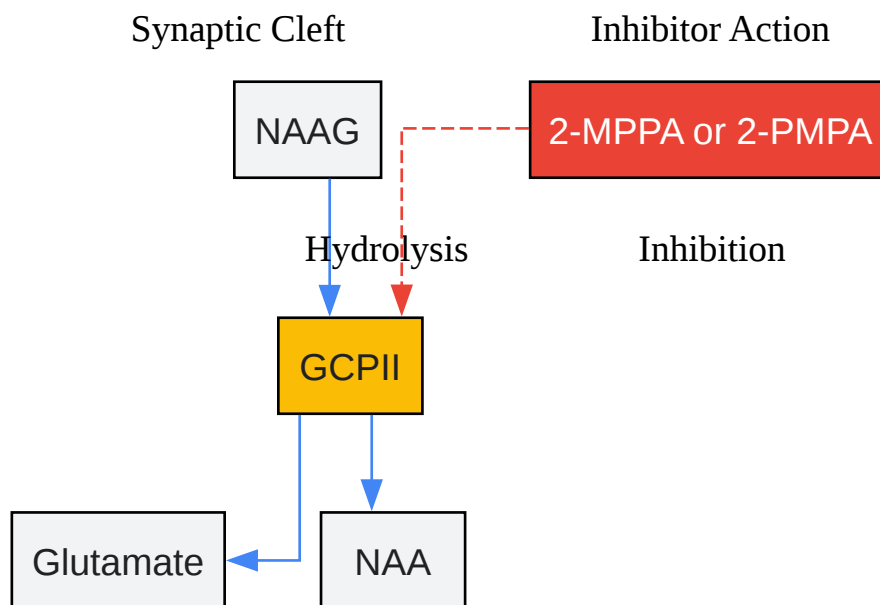 Synaptic Cleft
Inhibitor Action
NAAG
2-MPPA or 2-PMPA
Hydrolysis
Inhibition
GCPII
Glutamate
NAA